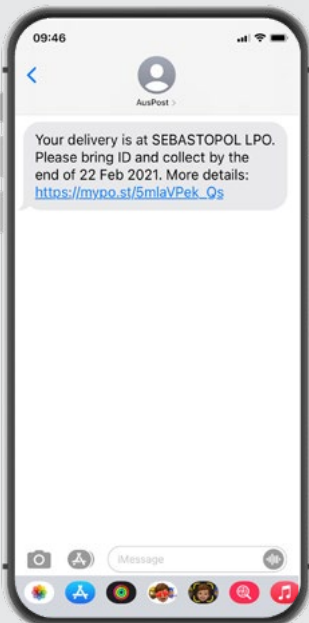 09:46
AusPost >
Your delivery is at SEBASTOPOL LPO.
Please bring ID and collect by the
end of 22 Feb 2021. More details:
https://mypo.st/5mlaVPek_Qs
iMessage